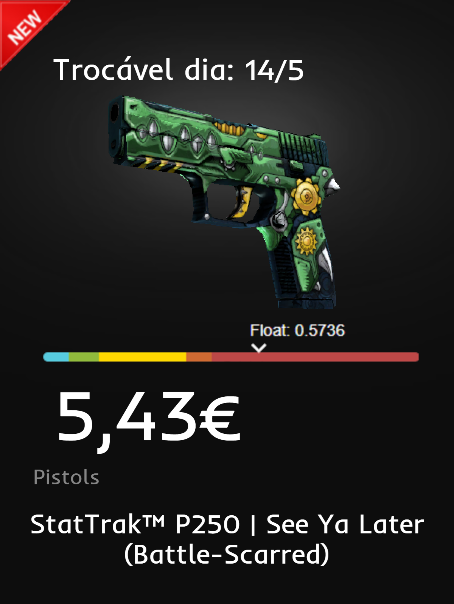 NEW
Trocável dia: 14/5
Float: 0.5736
5,43€
Pistols
StatTrak™ P250 | See Ya Later
(Battle-Scarred)